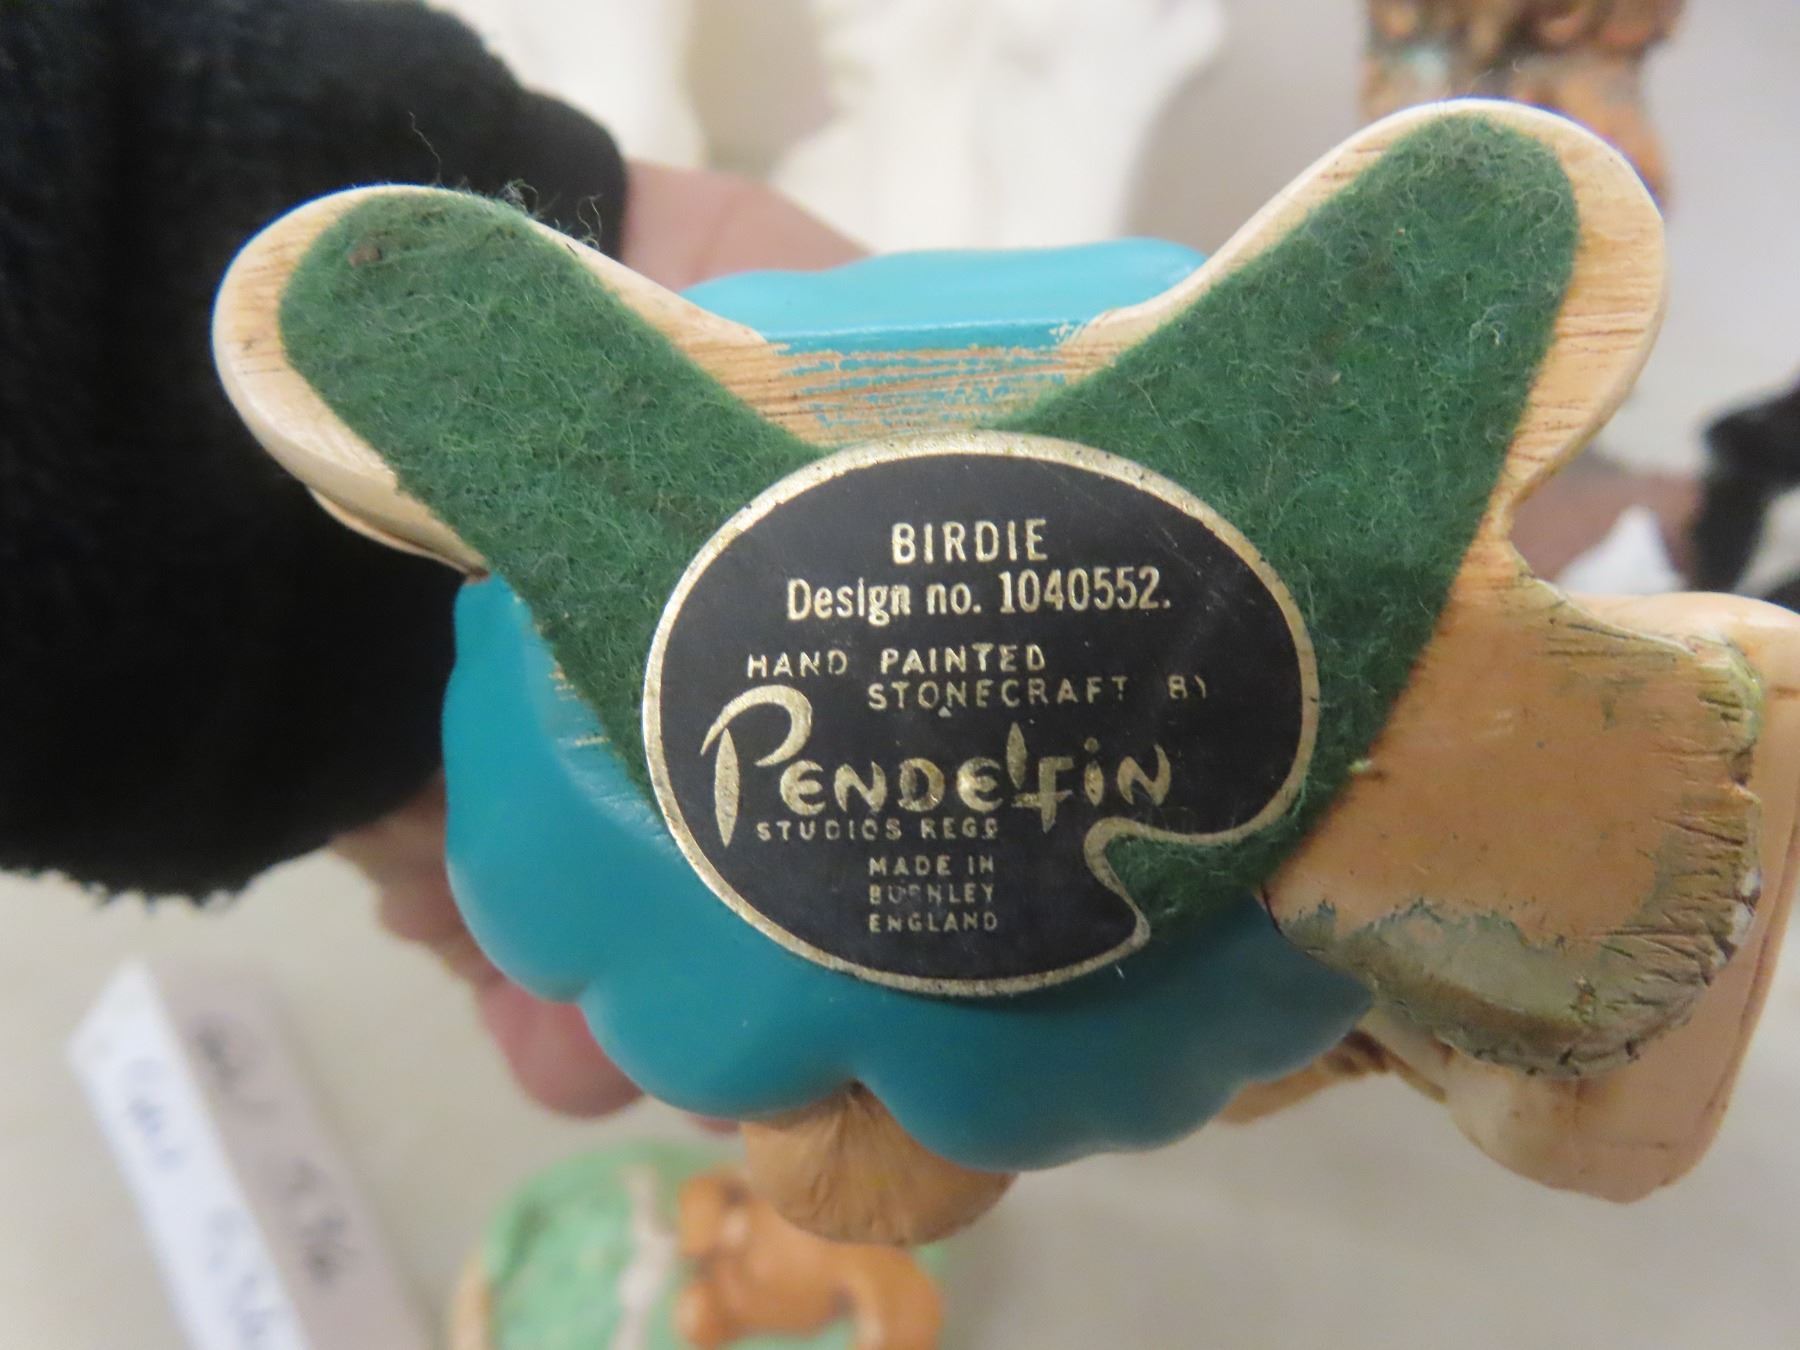 BIRDIE
Design no. 1040552.
HAND PAINTED
STONECRAFT BY
PENDELFIN
STUDIOS REGD
MADE IN
BURNLEY
ENGLAND